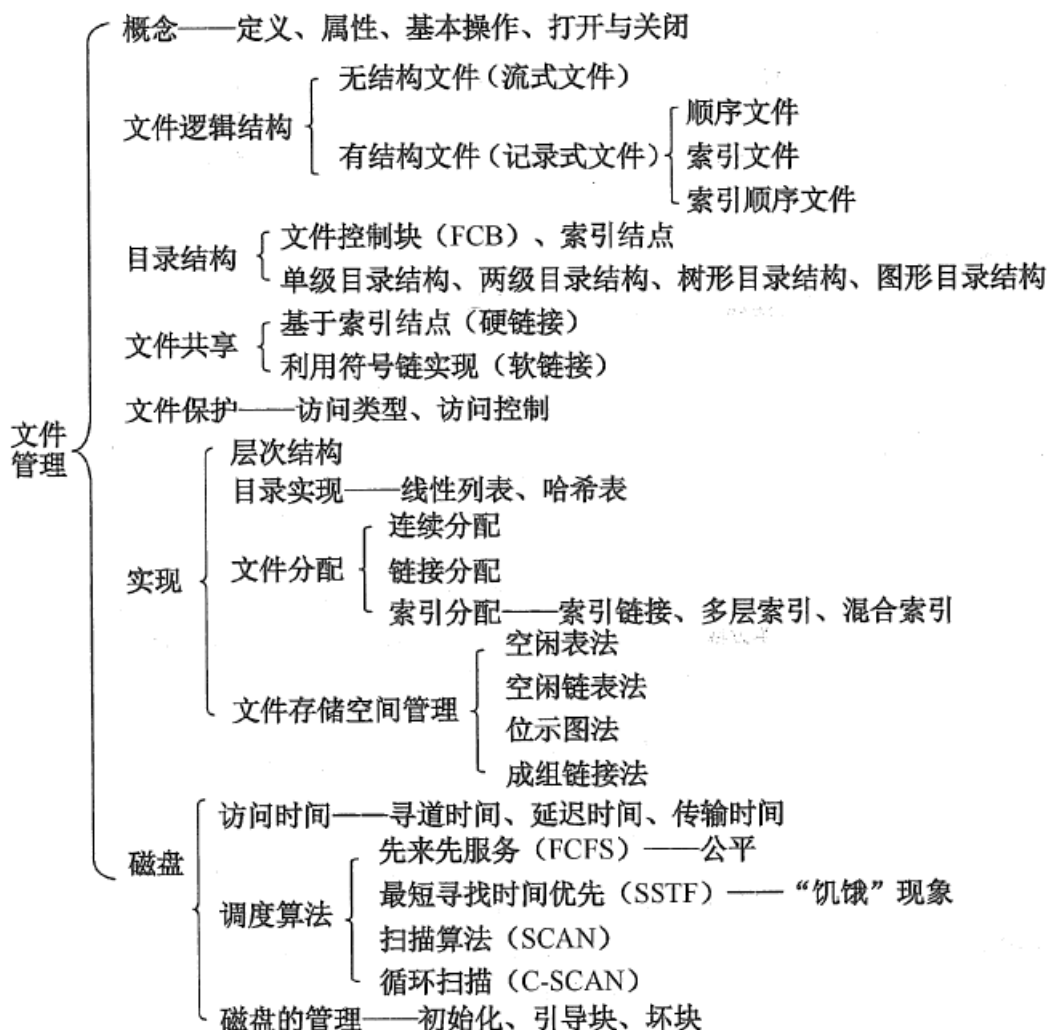 概念——定义、属性、基本操作、打开与关闭
无结构文件（流式文件）
文件逻辑结构
顺序文件
有结构文件（记录式文件）
索引文件
索引顺序文件
目录结构
文件控制块（FCB）、索引结点
单级目录结构、两级目录结构、树形目录结构、图形目录结构
文件共享
基于索引结点（硬链接）
利用符号链实现（软链接）
文件保护——访问类型、访问控制
文件
管理
层次结构
目录实现——线性列表、哈希表
实现
文件分配
连续分配
链接分配
索引分配——索引链接、多层索引、混合索引
文件存储空间管理
空闲表法
空闲链表法
位示图法
成组链接法
磁盘
访问时间——寻道时间、延迟时间、传输时间
调度算法
先来先服务（FCFS）——公平
最短寻找时间优先（SSTF）——“饥饿”现象
扫描算法（SCAN）
循环扫描（C-SCAN）
磁盘的管理——初始化、引导块、坏块